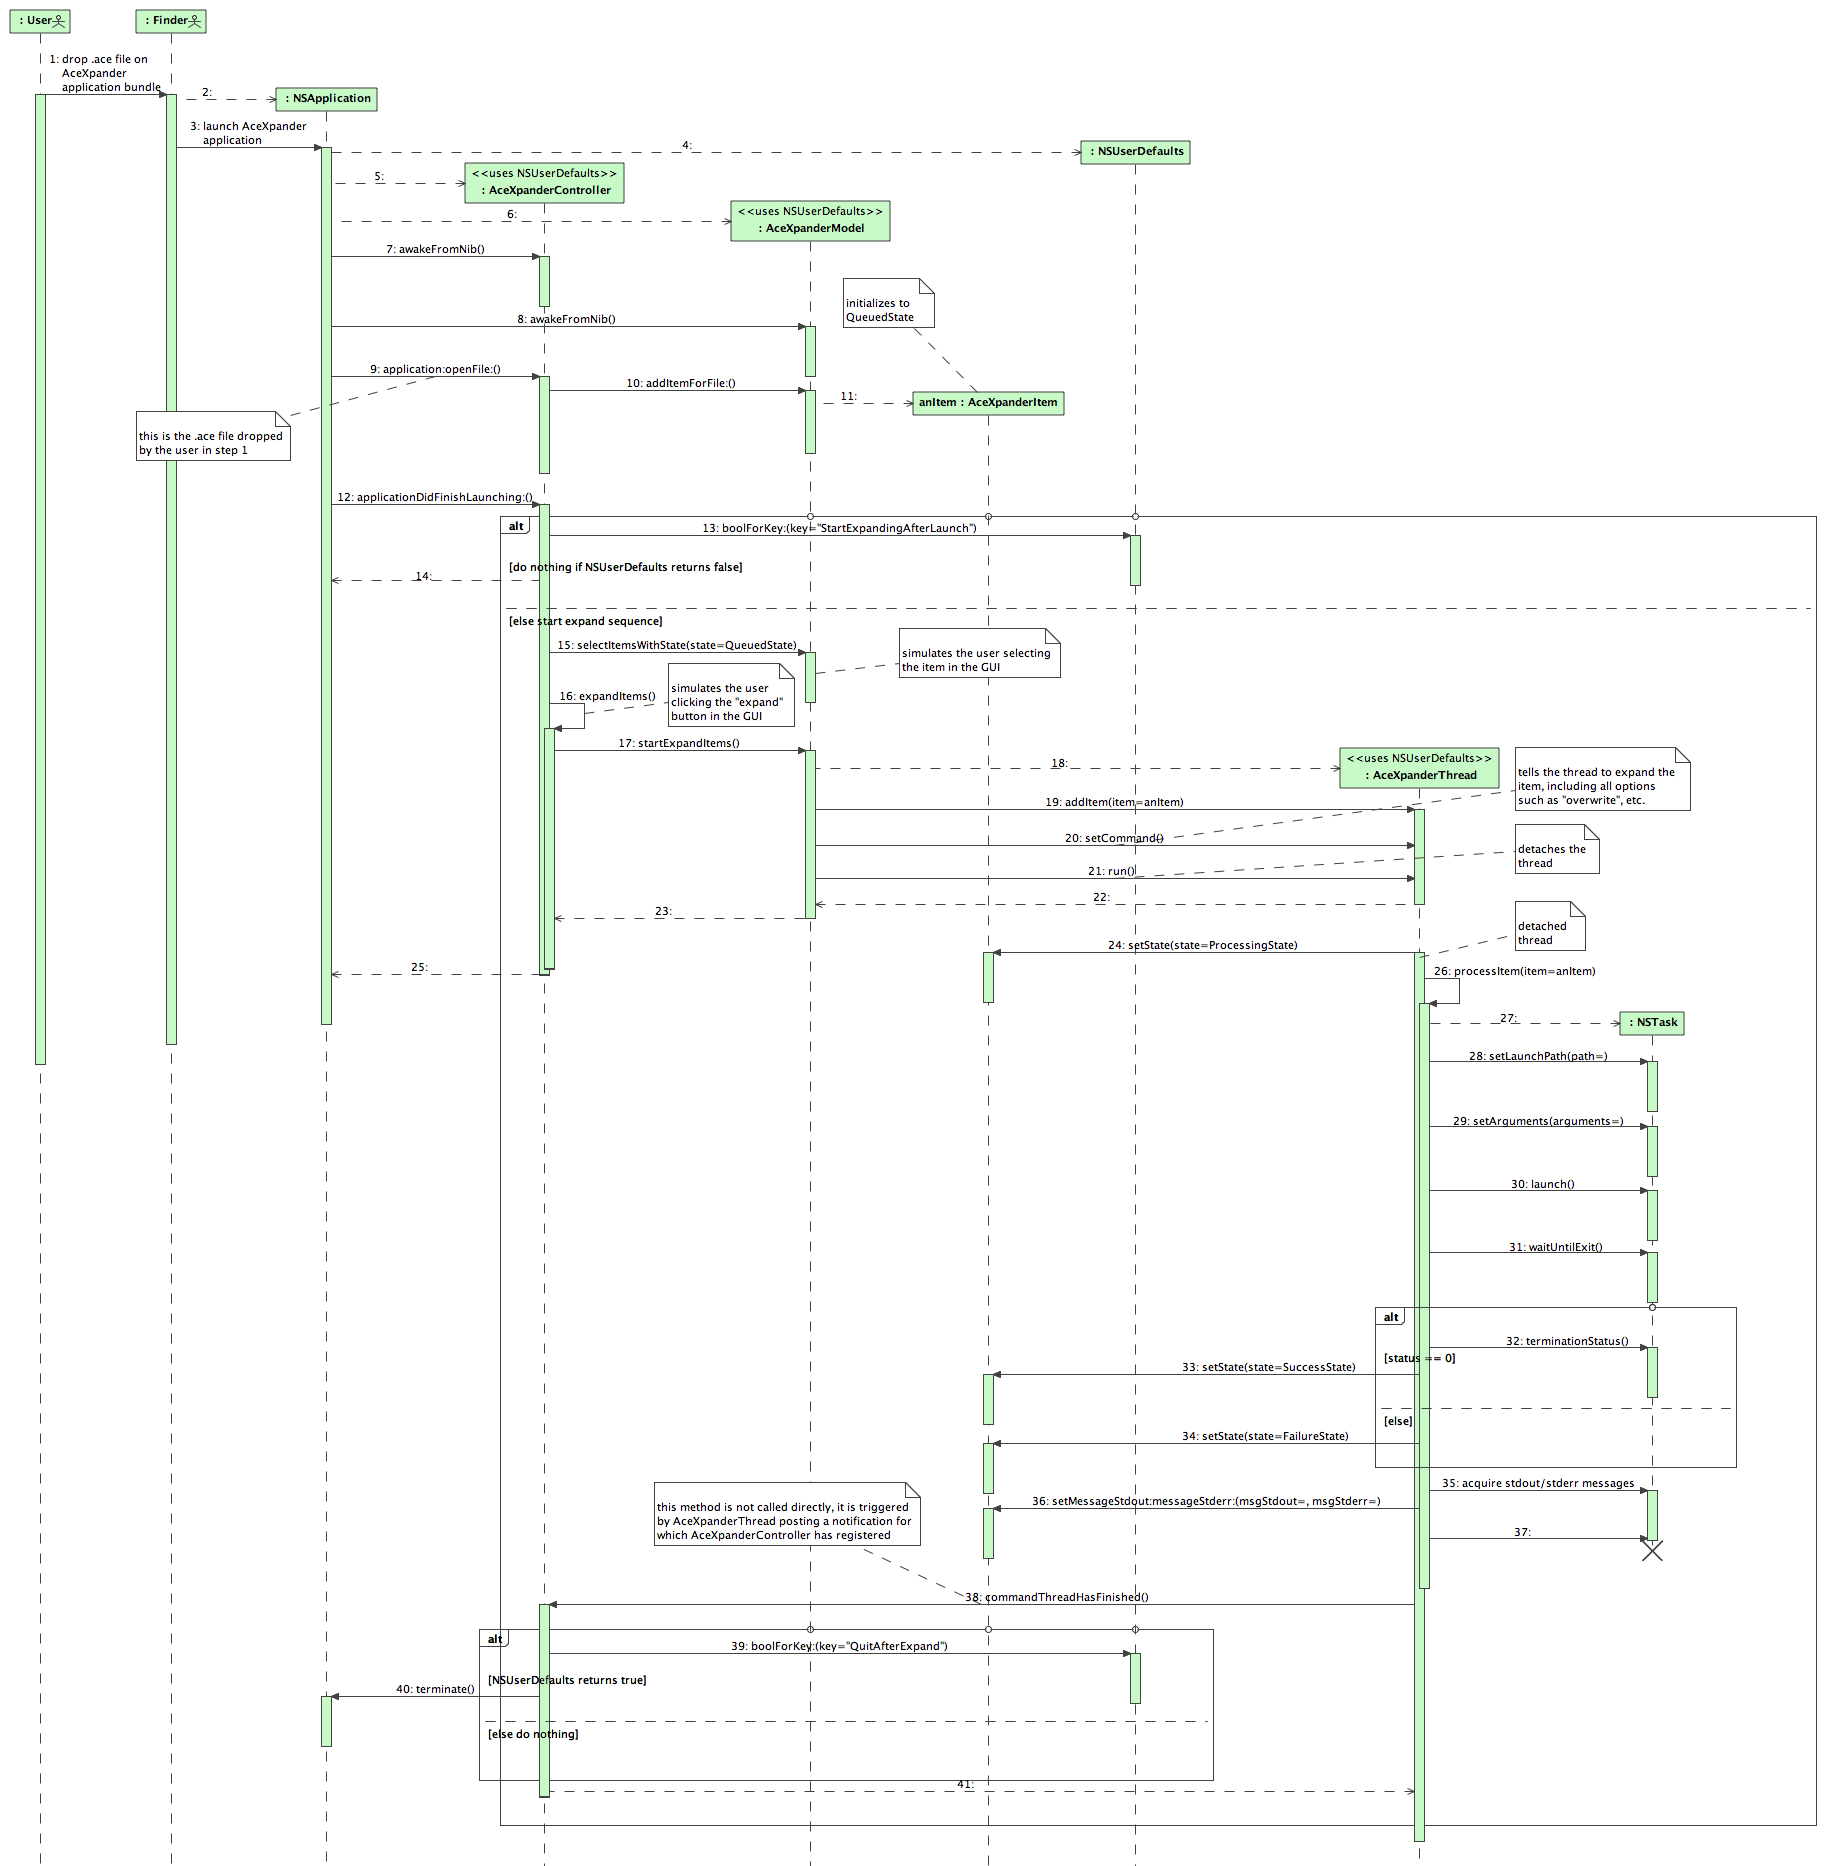 : User
: Finder
1: drop .ace file on
AceXpander
application bundle
2:
: NSApplication
3: launch AceXpander
application
4:
: NSUserDefaults
5:
<<uses NSUserDefaults>>
: AceXpanderController
6:
<<uses NSUserDefaults>>
: AceXpanderModel
7: awakeFromNib()
initializes to
QueuedState
8: awakeFromNib()
9: application:openFile:()
10: addItemForFile:()
11:
anItem : AceXpanderItem
this is the .ace file dropped
by the user in step 1
12: applicationDidFinishLaunching:()
alt
13: boolForKey:(key="StartExpandingAfterLaunch")
[do nothing if NSUserDefaults returns false]
14:
[else start expand sequence]
15: selectItemsWithState(state=QueuedState)
simulates the user selecting
the item in the GUI
16: expandItems()
simulates the user
clicking the "expand"
button in the GUI
17: startExpandItems()
18:
<<uses NSUserDefaults>>
: AceXpanderThread
tells the thread to expand the
item, including all options
such as "overwrite", etc.
19: addItem(item=anItem)
20: setCommand()
detaches the
thread
21: run()
22:
23:
detached
thread
24: setState(state=ProcessingState)
25:
26: processItem(item=anItem)
27:
: NSTask
28: setLaunchPath(path=)
29: setArguments(arguments=)
30: launch()
31: waitUntilExit()
alt
32: terminationStatus()
[status == 0]
33: setState(state=SuccessState)
[else]
34: setState(state=FailureState)
35: acquire stdout/stderr messages
36: setMessageStdout:messageStderr:(msgStdout=, msgStderr=)
this method is not called directly, it is triggered
by AceXpanderThread posting a notification for
which AceXpanderController has registered
37:
38: commandThreadHasFinished()
alt
39: boolForKey:(key="QuitAfterExpand")
[NSUserDefaults returns true]
40: terminate()
[else do nothing]
41: